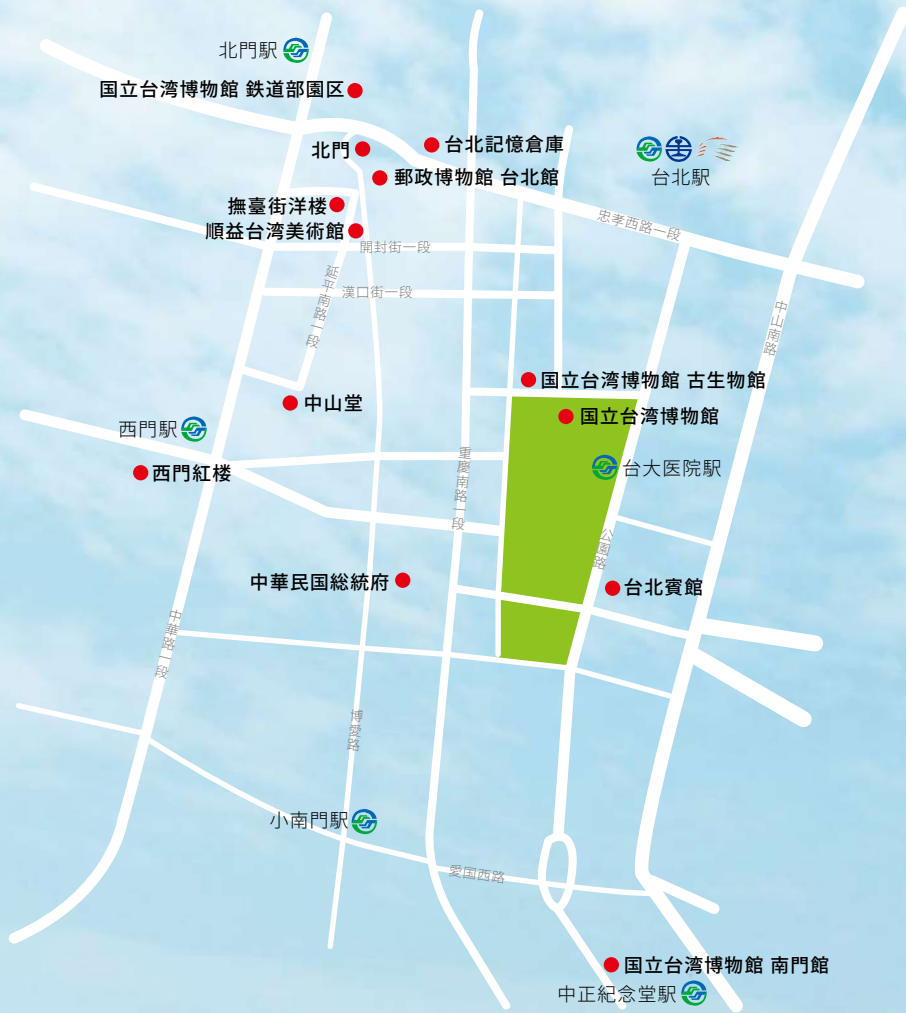 北門駅
国立台湾博物館 鉄道部園区
北門
台北記憶倉庫
郵政博物館 台北館
台北駅
撫臺街洋楼
順益台湾美術館
忠孝西路一段
開封街一段
延平南路一段
漢口街一段
中山南路
国立台湾博物館 古生物館
国立台湾博物館
中山堂
西門駅
西門紅楼
重慶南路一段
台大医院駅
公園路
中華民国総統府
台北賓館
中華路一段
博愛路
小南門駅
愛国西路
国立台湾博物館 南門館
中正紀念堂駅